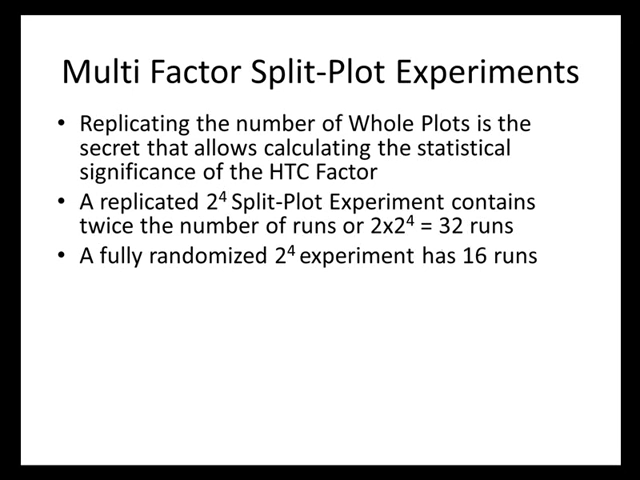 Multi Factor Split-Plot Experiments
• Replicating the number of Whole Plots is the
secret that allows calculating the statistical
significance of the HTC Factor
• A replicated 2⁴ Split-Plot Experiment contains
twice the number of runs or 2x2⁴ = 32 runs
• A fully randomized 2⁴ experiment has 16 runs